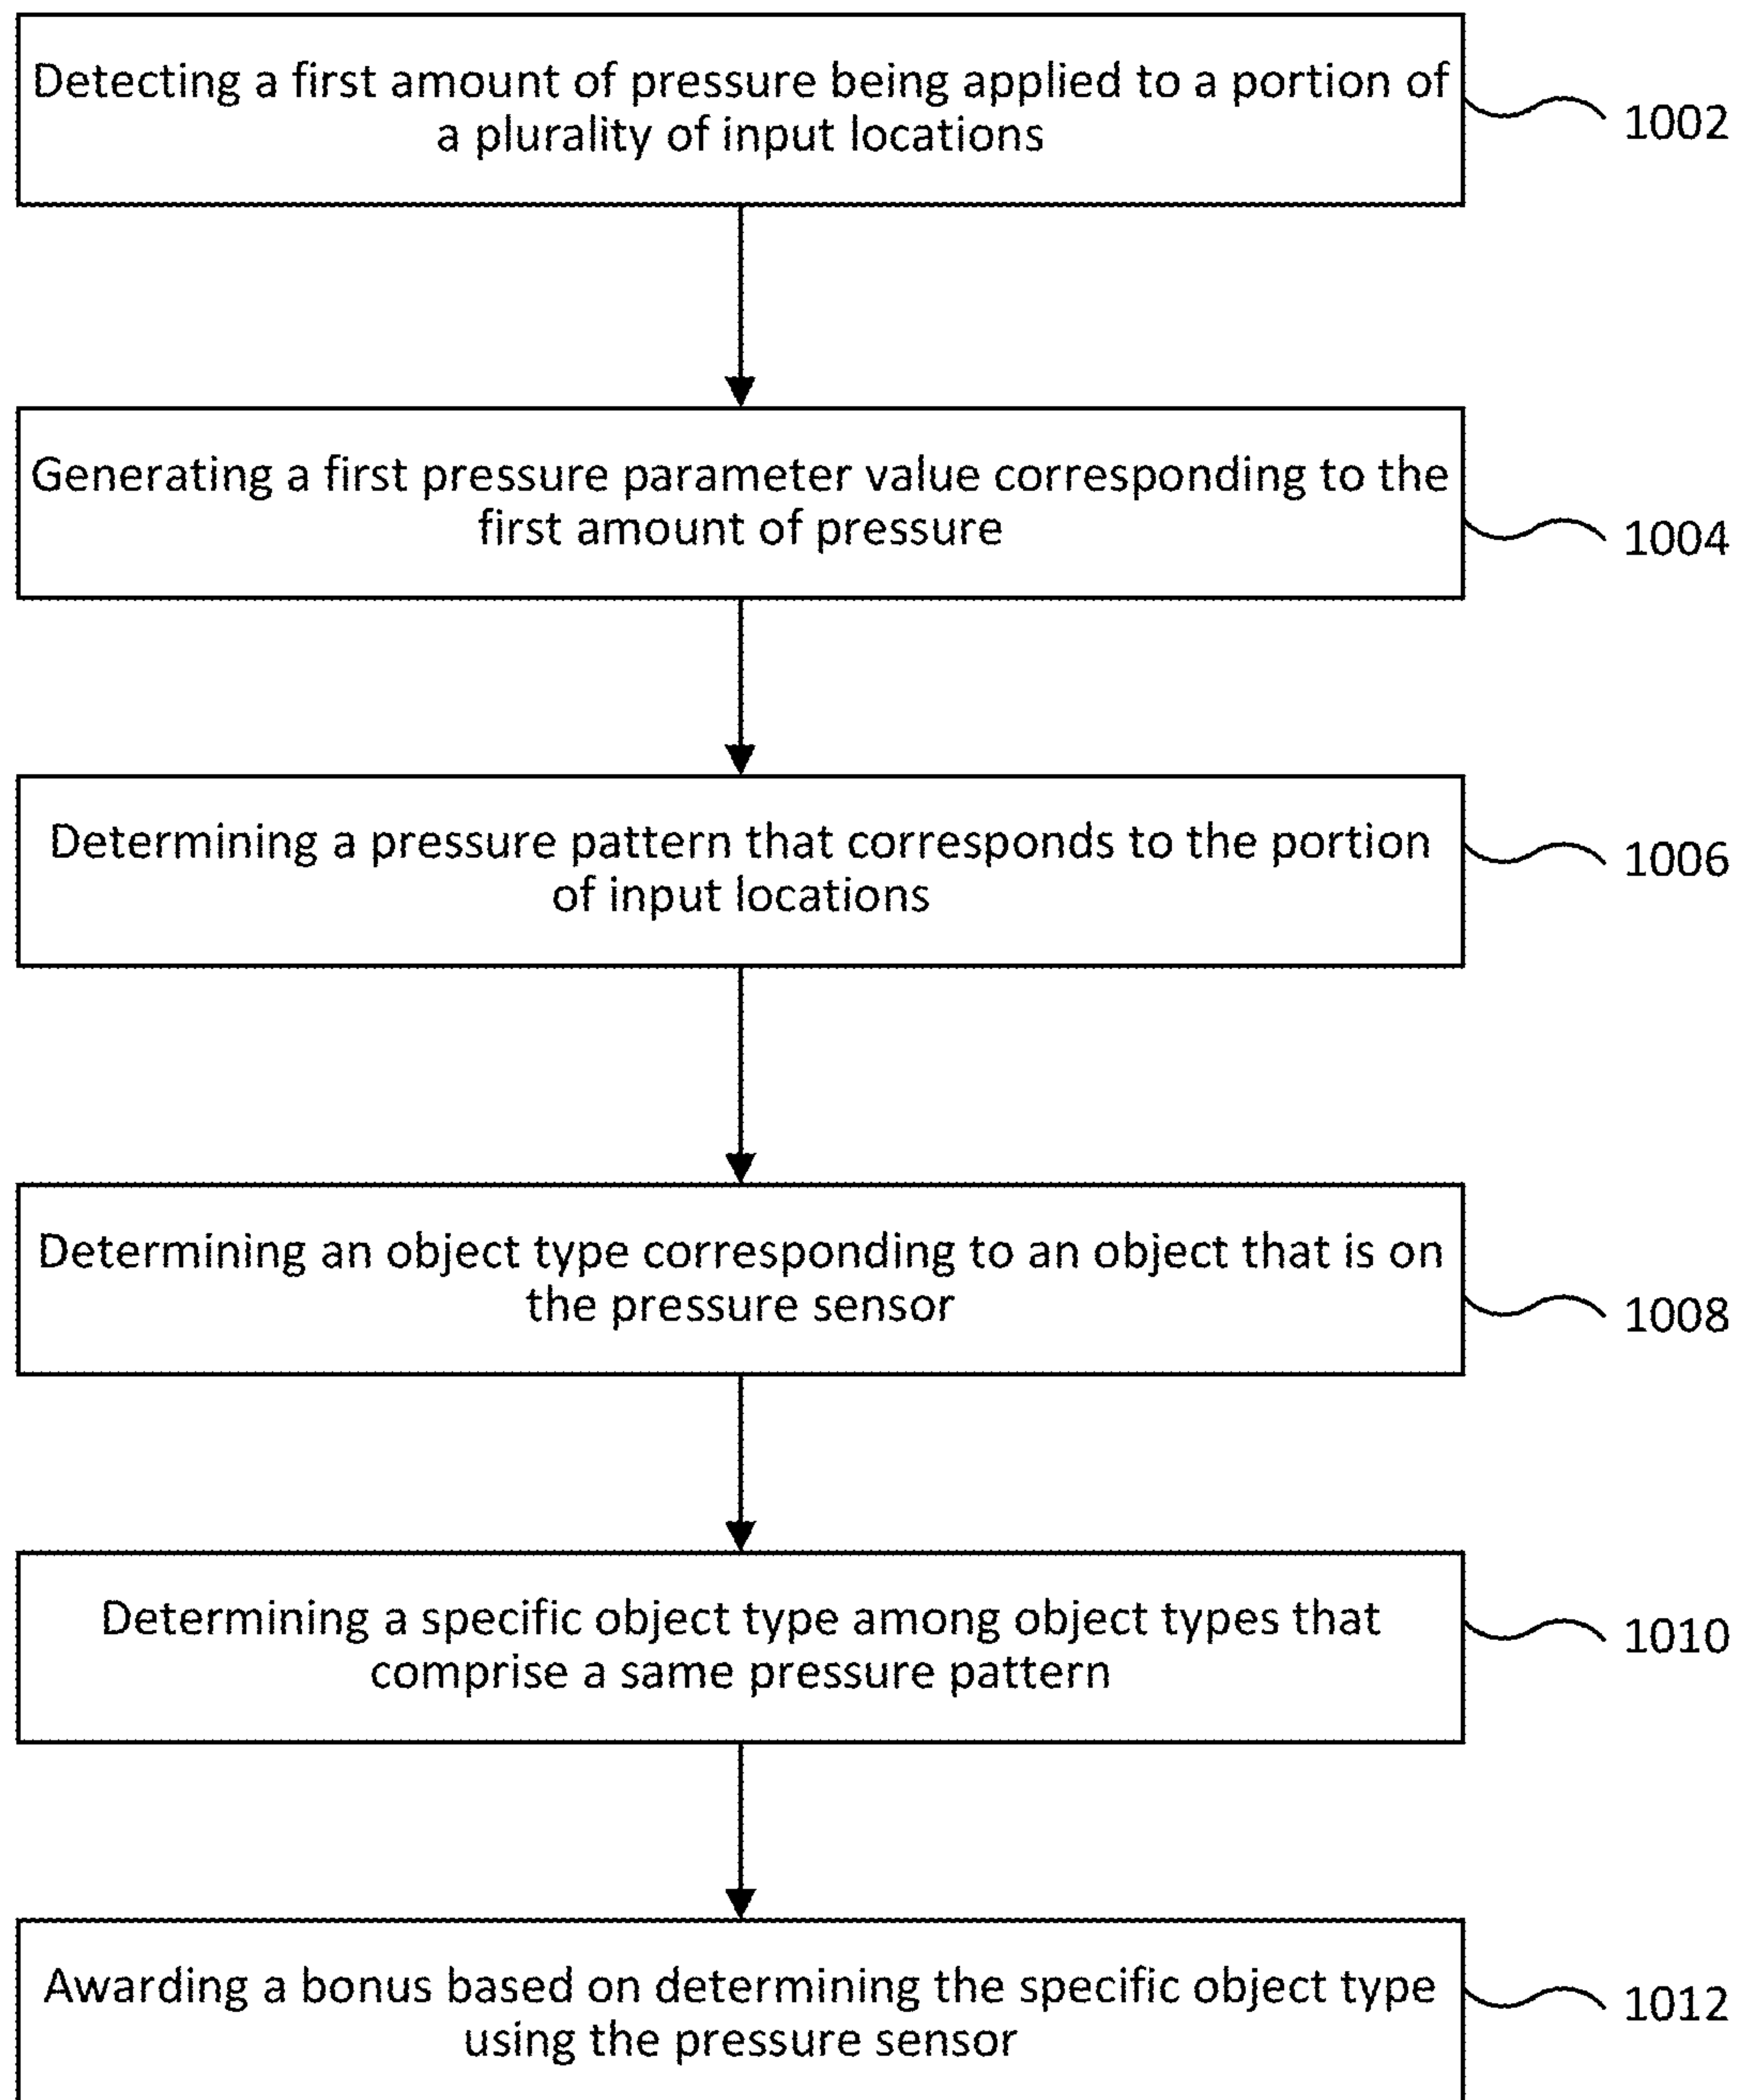 Detecting a first amount of pressure being applied to a portion of
a plurality of input locations
1002
Generating a first pressure parameter value corresponding to the
first amount of pressure
1004
Determining a pressure pattern that corresponds to the portion
of input locations
1006
Determining an object type corresponding to an object that is on
the pressure sensor
1008
Determining a specific object type among object types that
comprise a same pressure pattern
1010
Awarding a bonus based on determining the specific object type
using the pressure sensor
1012